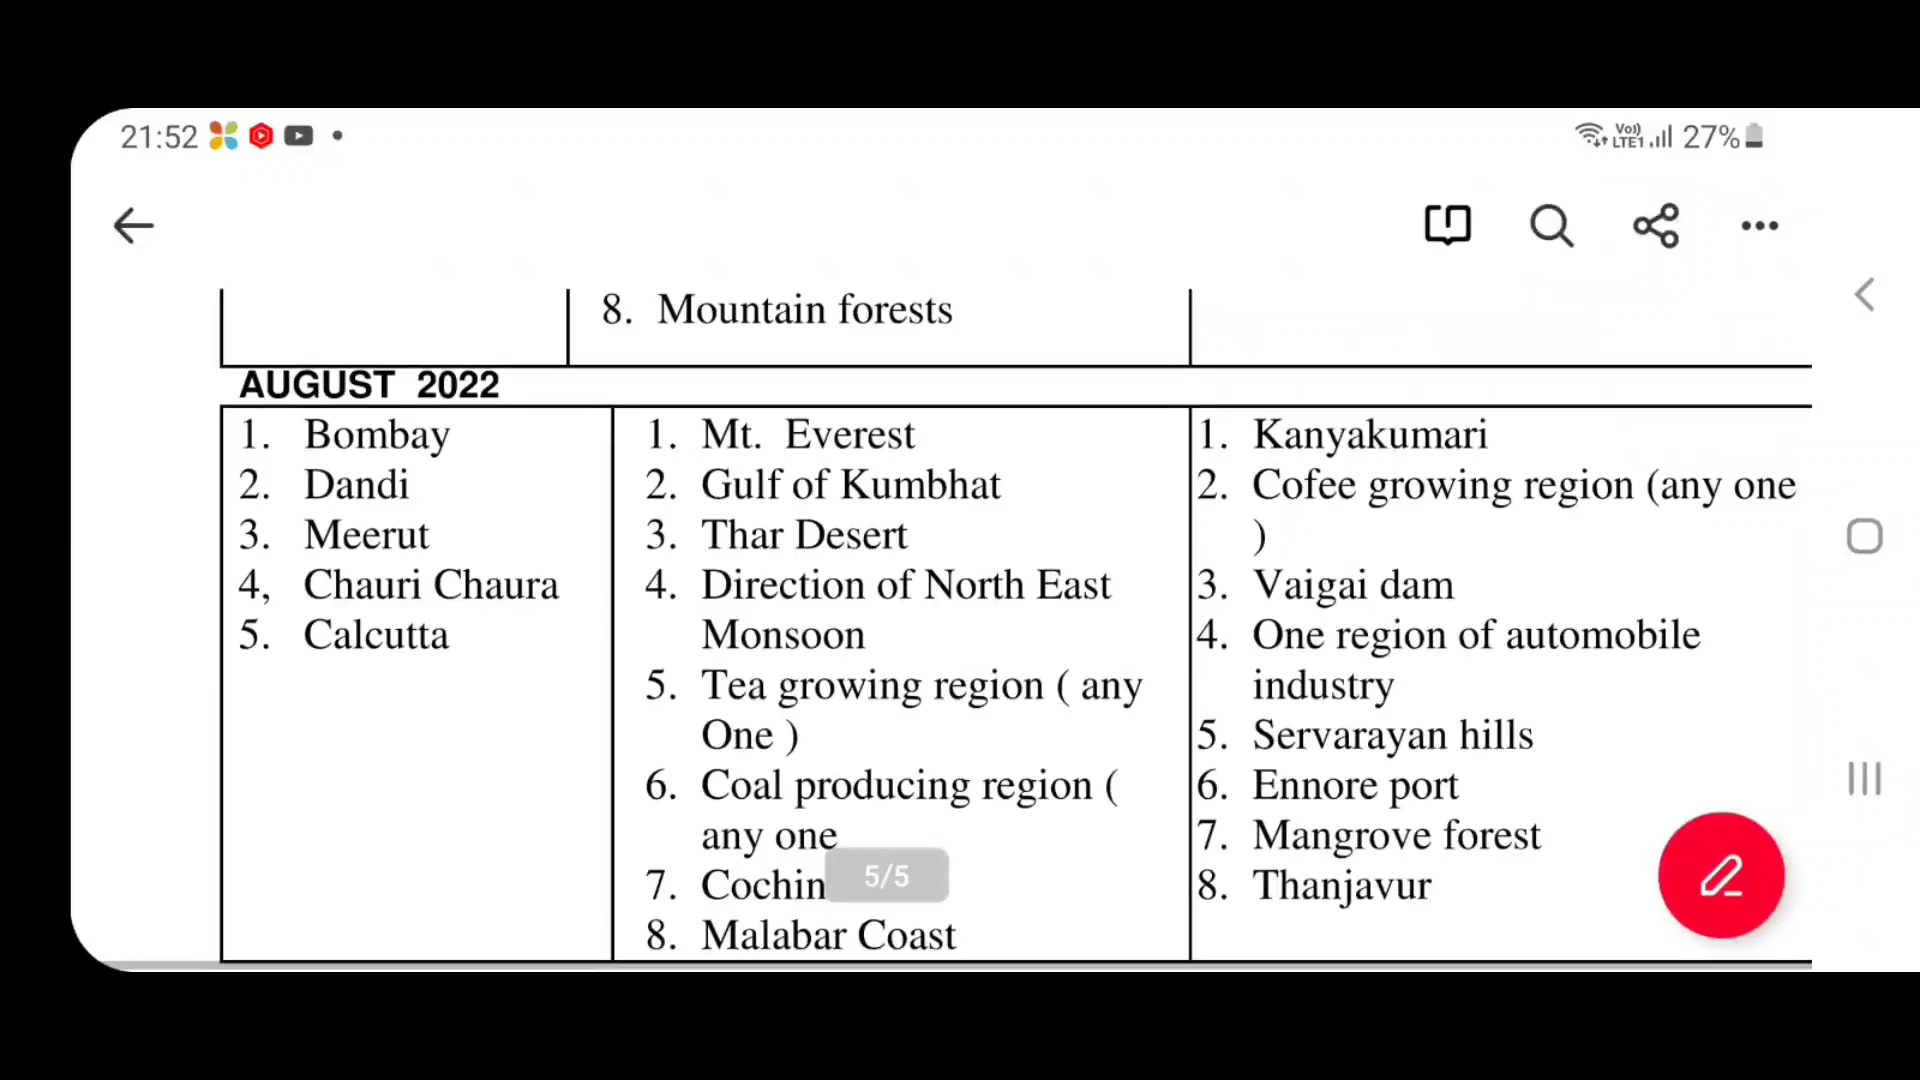 21:52
Vo)) LTE1 27%
8. Mountain forests
AUGUST 2022
1. Bombay
2. Dandi
3. Meerut
4, Chauri Chaura
5. Calcutta
1. Mt. Everest
2. Gulf of Kumbhat
3. Thar Desert
4. Direction of North East
Monsoon
5. Tea growing region ( any
One )
6. Coal producing region (
any one
7. Cochin
8. Malabar Coast
1. Kanyakumari
2. Cofee growing region (any one
)
3. Vaigai dam
4. One region of automobile
industry
5. Servarayan hills
6. Ennore port
7. Mangrove forest
8. Thanjavur
5/5